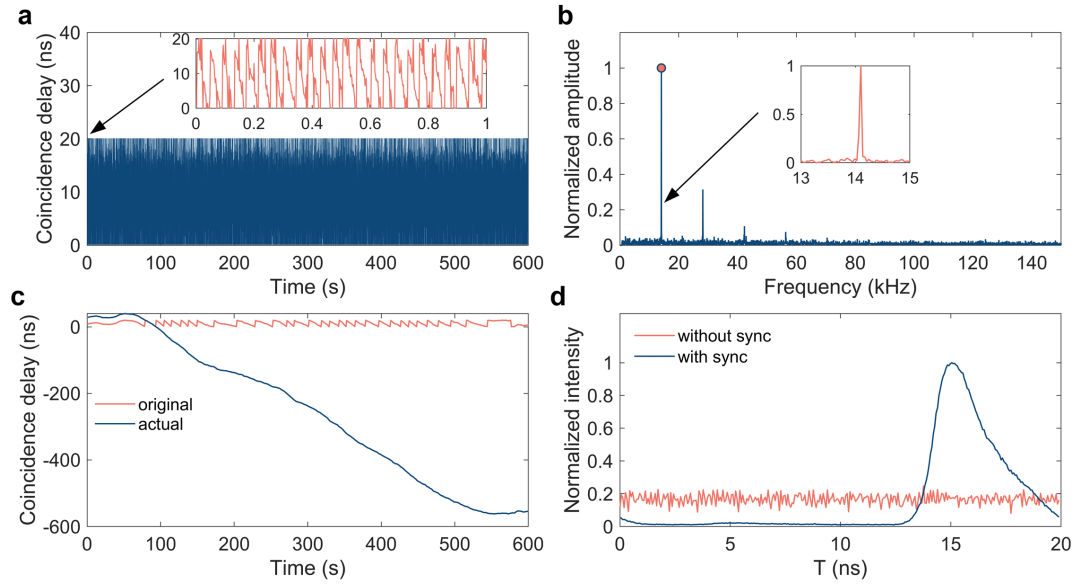 a
Coincidence delay (ns)
40
30
20
10
0
0 100 200 300 400 500 600
Time (s)
20
10
0
0 0.2 0.4 0.6 0.8 1
b
Normalized amplitude
1
0.8
0.6
0.4
0.2
0
0 20 40 60 80 100 120 140
Frequency (kHz)
1
0.5
0
13 14 15
c
Coincidence delay (ns)
0
-200
-400
-600
0 100 200 300 400 500 600
Time (s)
original
actual
d
Normalized intensity
1
0.8
0.6
0.4
0.2
0
0 5 10 15 20
T (ns)
without sync
with sync